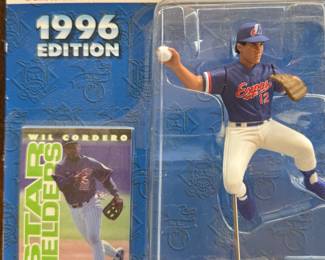 1996
EDITION
WIL CORDERO
STAR
FIELDERS
Expos
12